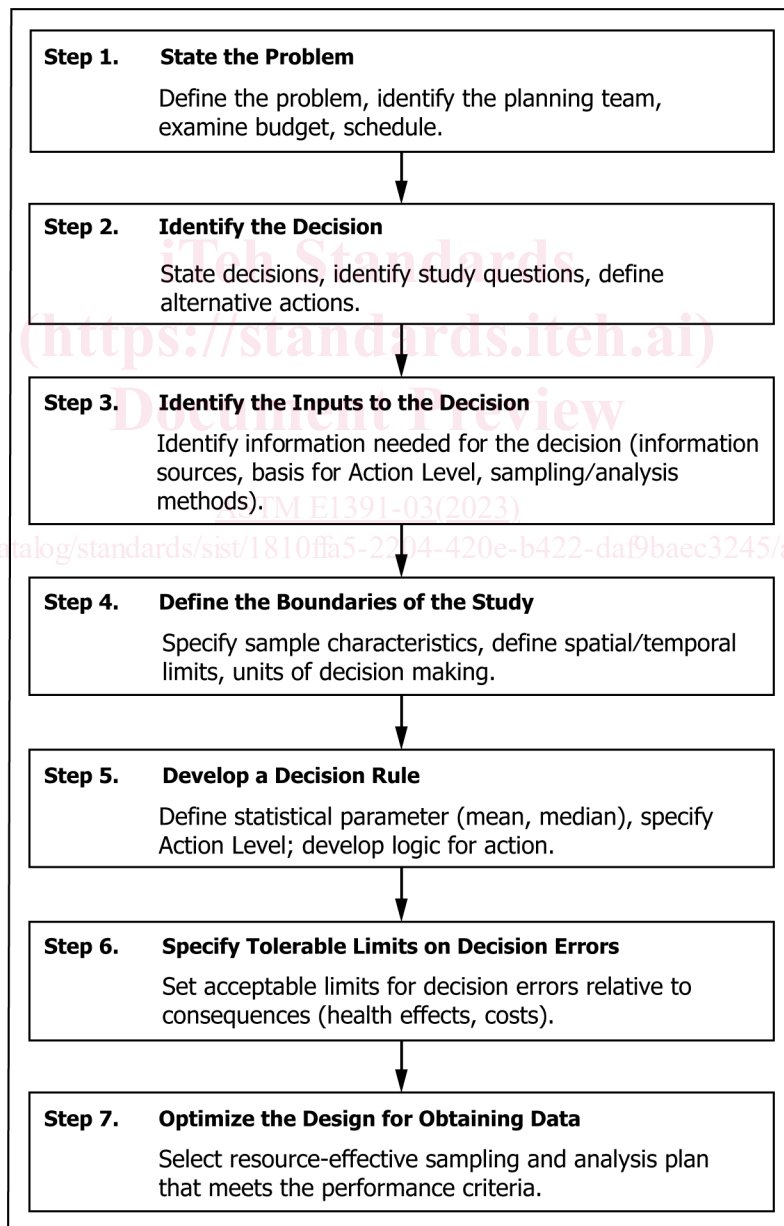 Step 1. State the Problem
Define the problem, identify the planning team,
examine budget, schedule.
Step 2. Identify the Decision
iTeh Standards
State decisions, identify study questions, define
alternative actions.
(https://standards.iteh.ai)
Step 3. Identify the Inputs to the Decision
Document Preview
Identify information needed for the decision (information
sources, basis for Action Level, sampling/analysis
methods).
ASTM E1391-03(2023)
atalog/standards/sist/1810ffa5-2204-420e-b422-daf9baec3245/a
Step 4. Define the Boundaries of the Study
Specify sample characteristics, define spatial/temporal
limits, units of decision making.
Step 5. Develop a Decision Rule
Define statistical parameter (mean, median), specify
Action Level; develop logic for action.
Step 6. Specify Tolerable Limits on Decision Errors
Set acceptable limits for decision errors relative to
consequences (health effects, costs).
Step 7. Optimize the Design for Obtaining Data
Select resource-effective sampling and analysis plan
that meets the performance criteria.